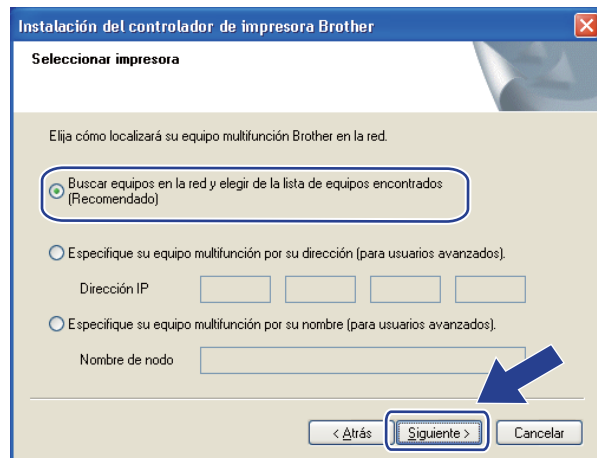 Instalación del controlador de impresora Brother
Seleccionar impresora
Elija cómo localizará su equipo multifunción Brother en la red.
Buscar equipos en la red y elegir de la lista de equipos encontrados
(Recomendado)
Especifique su equipo multifunción por su dirección (para usuarios avanzados).
Dirección IP
Especifique su equipo multifunción por su nombre (para usuarios avanzados).
Nombre de nodo
< Atrás
Siguiente >
Cancelar